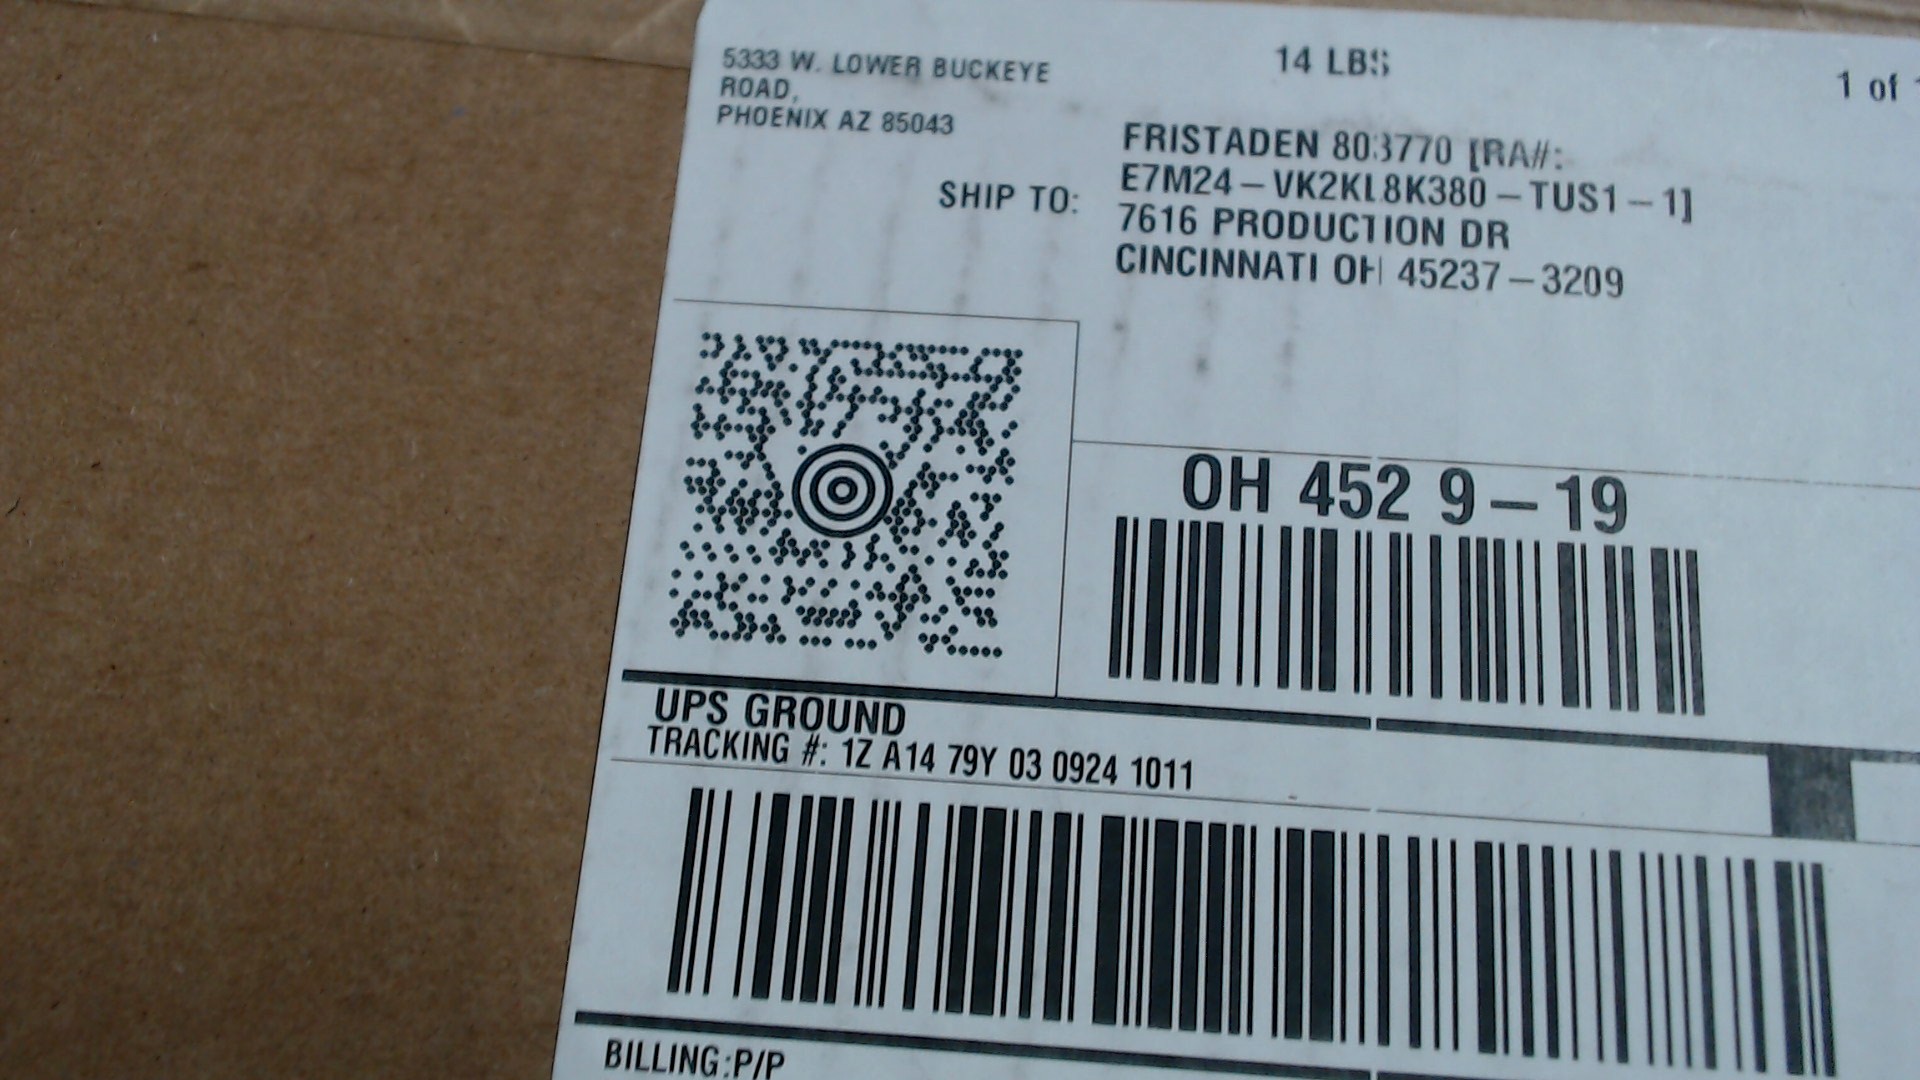 5333 W. LOWER BUCKEYE
ROAD,
PHOENIX AZ 85043
14 LBS
1 of
SHIP TO:
FRISTADEN 803770 [RA#:
E7M24-VK2KL8K380-TUS1-1]
7616 PRODUCTION DR
CINCINNATI OH 45237-3209
OH 452 9-19
UPS GROUND
TRACKING #: 1Z A14 79Y 03 0924 1011
BILLING:P/P